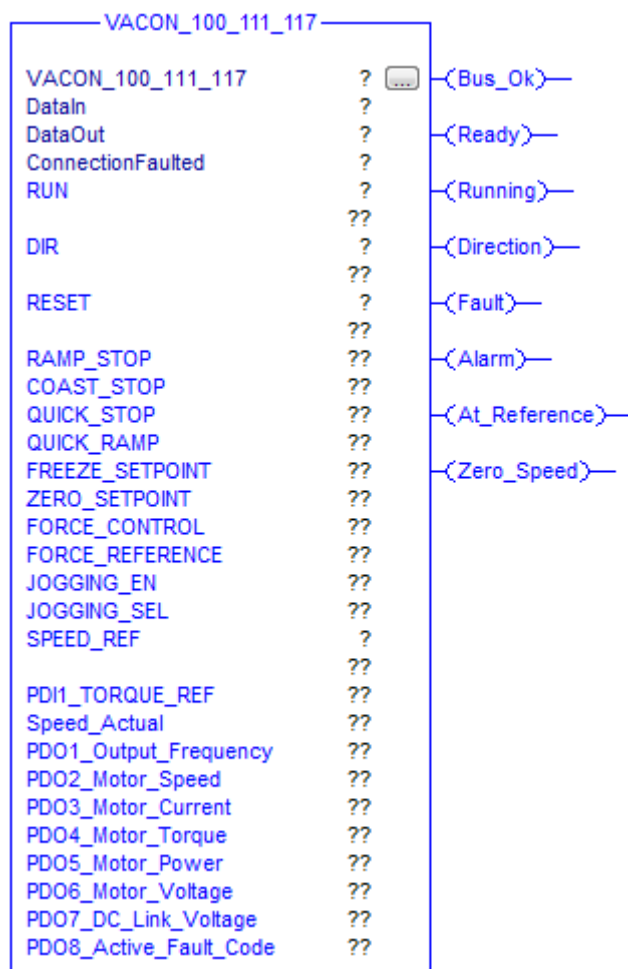 VACON_100_111_117
VACON_100_111_117 ? ... Bus_Ok
DataIn ?
DataOut ? Ready
ConnectionFaulted ?
RUN ? Running
??
DIR ? Direction
??
RESET ? Fault
??
RAMP_STOP ?? Alarm
COAST_STOP ??
QUICK_STOP ?? At_Reference
QUICK_RAMP ??
FREEZE_SETPOINT ?? Zero_Speed
ZERO_SETPOINT ??
FORCE_CONTROL ??
FORCE_REFERENCE ??
JOGGING_EN ??
JOGGING_SEL ??
SPEED_REF ?
??
PDI1_TORQUE_REF ??
Speed_Actual ??
PDO1_Output_Frequency ??
PDO2_Motor_Speed ??
PDO3_Motor_Current ??
PDO4_Motor_Torque ??
PDO5_Motor_Power ??
PDO6_Motor_Voltage ??
PDO7_DC_Link_Voltage ??
PDO8_Active_Fault_Code ??